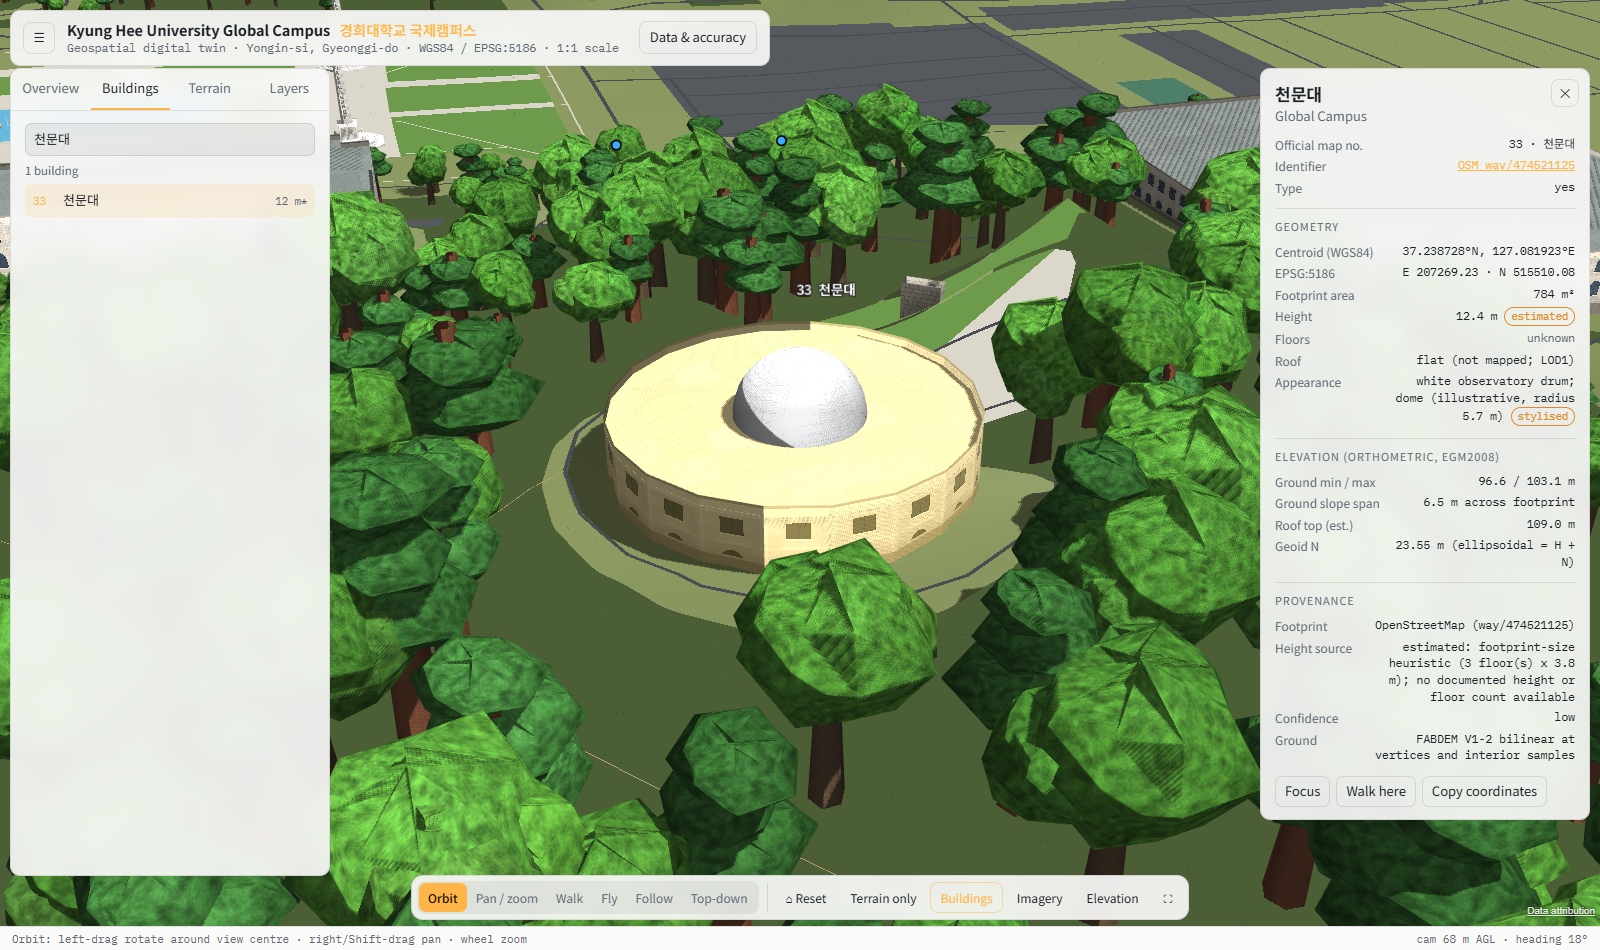 ☰
Kyung Hee University Global Campus 경희대학교 국제캠퍼스
Geospatial digital twin · Yongin-si, Gyeonggi-do · WGS84 / EPSG:5186 · 1:1 scale
Data & accuracy
Overview Buildings Terrain Layers
천문대
1 building
33 천문대 12 m*
33 천문대
천문대
Global Campus
Official map no. 33 · 천문대
Identifier OSM way/474521125
Type yes
GEOMETRY
Centroid (WGS84) 37.238728°N, 127.081923°E
EPSG:5186 E 207269.23 · N 515510.08
Footprint area 784 m²
Height 12.4 m estimated
Floors unknown
Roof flat (not mapped; LOD1)
Appearance white observatory drum;
dome (illustrative, radius
5.7 m) stylised
ELEVATION (ORTHOMETRIC, EGM2008)
Ground min / max 96.6 / 103.1 m
Ground slope span 6.5 m across footprint
Roof top (est.) 109.0 m
Geoid N 23.55 m (ellipsoidal = H +
N)
PROVENANCE
Footprint OpenStreetMap (way/474521125)
Height source estimated: footprint-size
heuristic (3 floor(s) x 3.8
m); no documented height or
floor count available
Confidence low
Ground FABDEM V1-2 bilinear at
vertices and interior samples
Focus Walk here Copy coordinates
Orbit Pan / zoom Walk Fly Follow Top-down ⌂ Reset Terrain only Buildings Imagery Elevation
Data attribution
Orbit: left-drag rotate around view centre · right/Shift-drag pan · wheel zoom
cam 68 m AGL · heading 18°